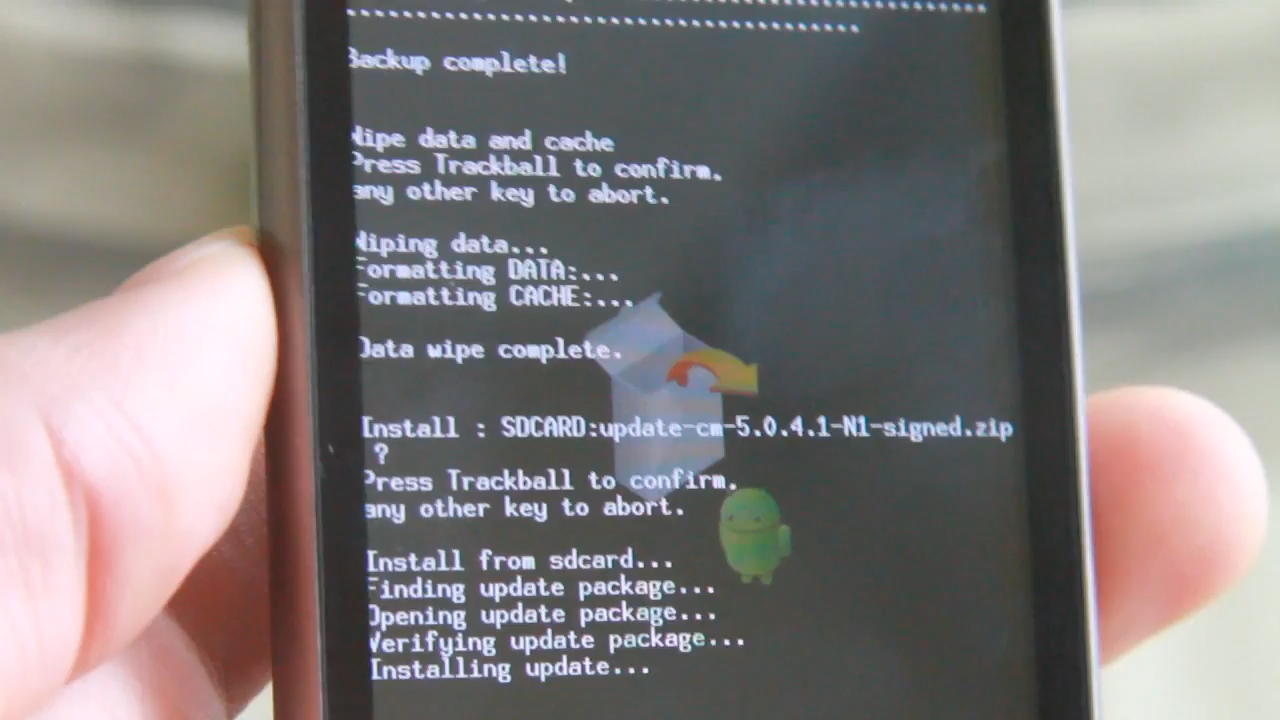 Backup complete!
Wipe data and cache
Press Trackball to confirm.
any other key to abort.
Wiping data...
Formatting DATA:...
Formatting CACHE:...
Data wipe complete.
Install : SDCARD:update-cm-5.0.4.1-N1-signed.zip
?
Press Trackball to confirm.
any other key to abort.
Install from sdcard...
Finding update package...
Opening update package...
Verifying update package...
Installing update...